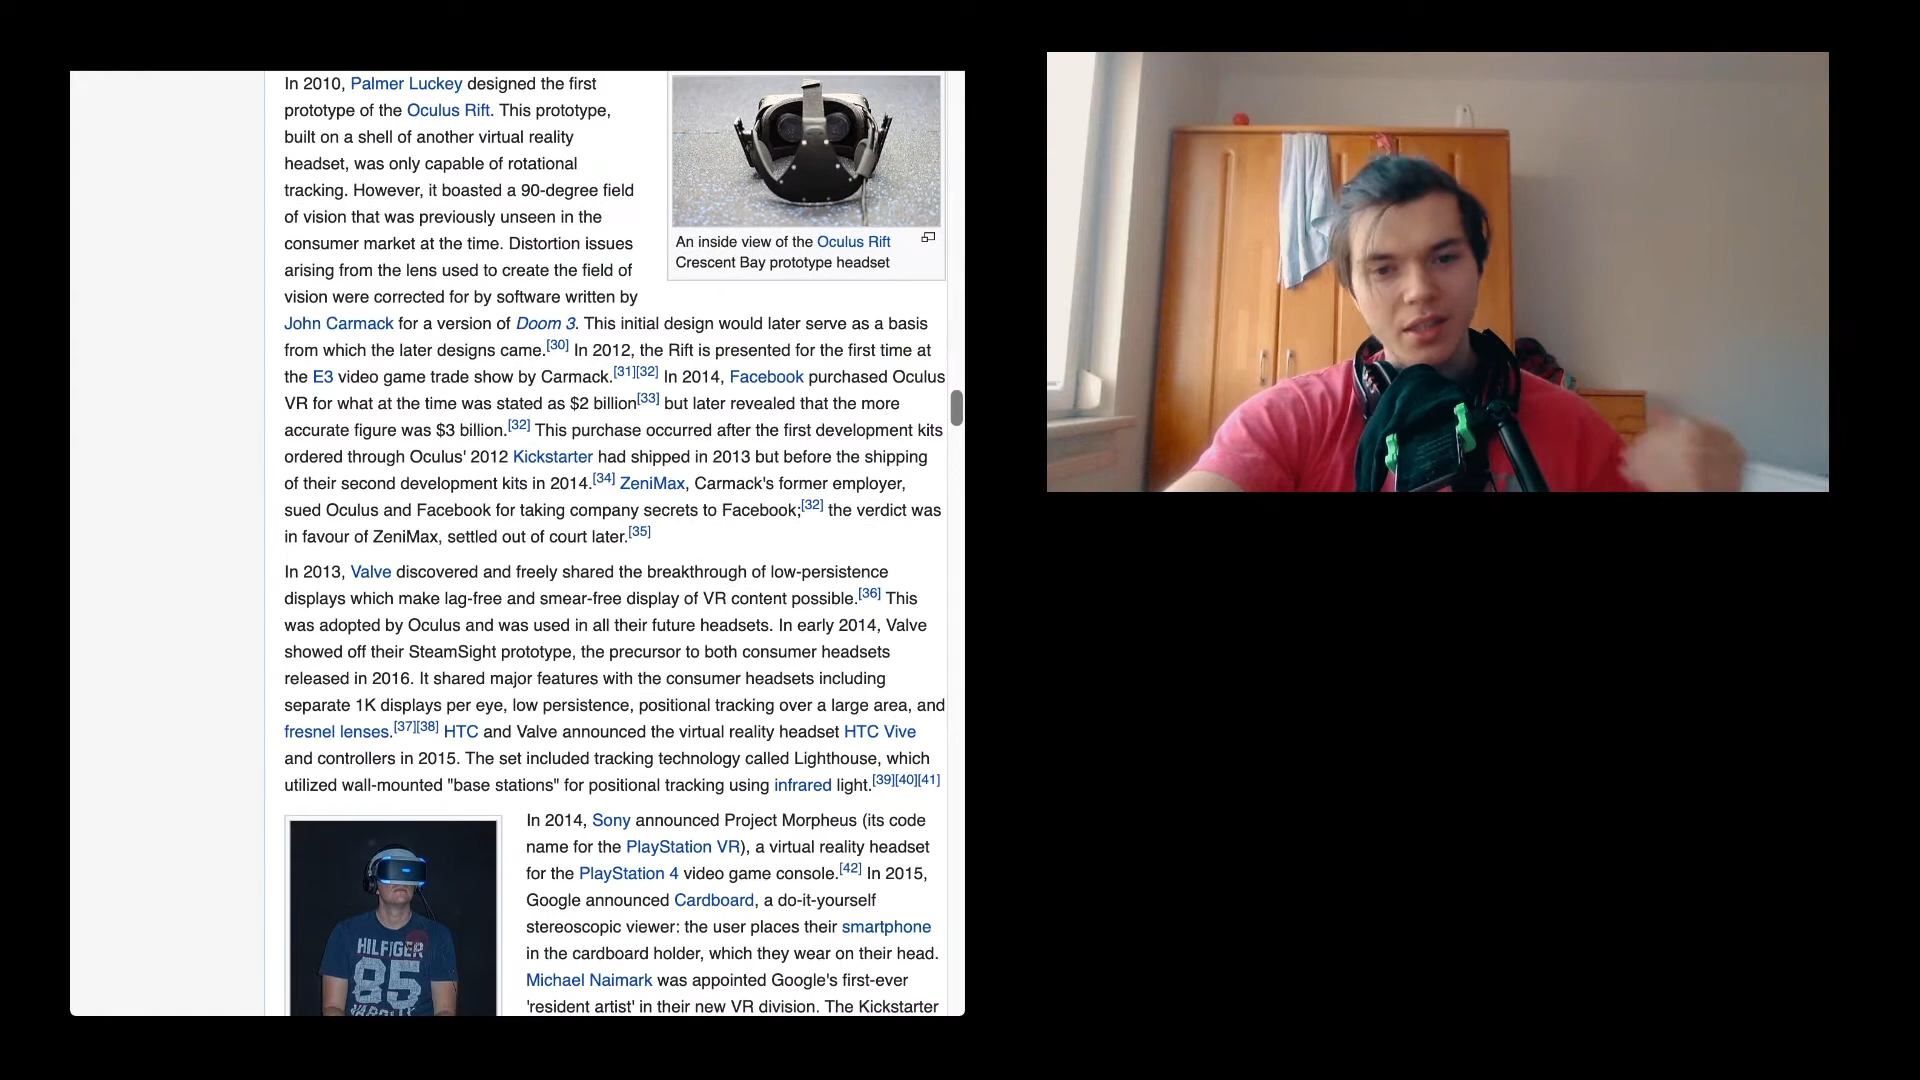 In 2010, Palmer Luckey designed the first
prototype of the Oculus Rift. This prototype,
built on a shell of another virtual reality
headset, was only capable of rotational
tracking. However, it boasted a 90-degree field
of vision that was previously unseen in the
consumer market at the time. Distortion issues
arising from the lens used to create the field of
vision were corrected for by software written by
John Carmack for a version of Doom 3. This initial design would later serve as a basis
from which the later designs came.[30] In 2012, the Rift is presented for the first time at
the E3 video game trade show by Carmack.[31][32] In 2014, Facebook purchased Oculus
VR for what at the time was stated as $2 billion[33] but later revealed that the more
accurate figure was $3 billion.[32] This purchase occurred after the first development kits
ordered through Oculus' 2012 Kickstarter had shipped in 2013 but before the shipping
of their second development kits in 2014.[34] ZeniMax, Carmack's former employer,
sued Oculus and Facebook for taking company secrets to Facebook;[32] the verdict was
in favour of ZeniMax, settled out of court later.[35]
An inside view of the Oculus Rift
Crescent Bay prototype headset
In 2013, Valve discovered and freely shared the breakthrough of low-persistence
displays which make lag-free and smear-free display of VR content possible.[36] This
was adopted by Oculus and was used in all their future headsets. In early 2014, Valve
showed off their SteamSight prototype, the precursor to both consumer headsets
released in 2016. It shared major features with the consumer headsets including
separate 1K displays per eye, low persistence, positional tracking over a large area, and
fresnel lenses.[37][38] HTC and Valve announced the virtual reality headset HTC Vive
and controllers in 2015. The set included tracking technology called Lighthouse, which
utilized wall-mounted "base stations" for positional tracking using infrared light.[39][40][41]
In 2014, Sony announced Project Morpheus (its code
name for the PlayStation VR), a virtual reality headset
for the PlayStation 4 video game console.[42] In 2015,
Google announced Cardboard, a do-it-yourself
stereoscopic viewer: the user places their smartphone
in the cardboard holder, which they wear on their head.
Michael Naimark was appointed Google's first-ever
'resident artist' in their new VR division. The Kickstarter
HILFIGER
85